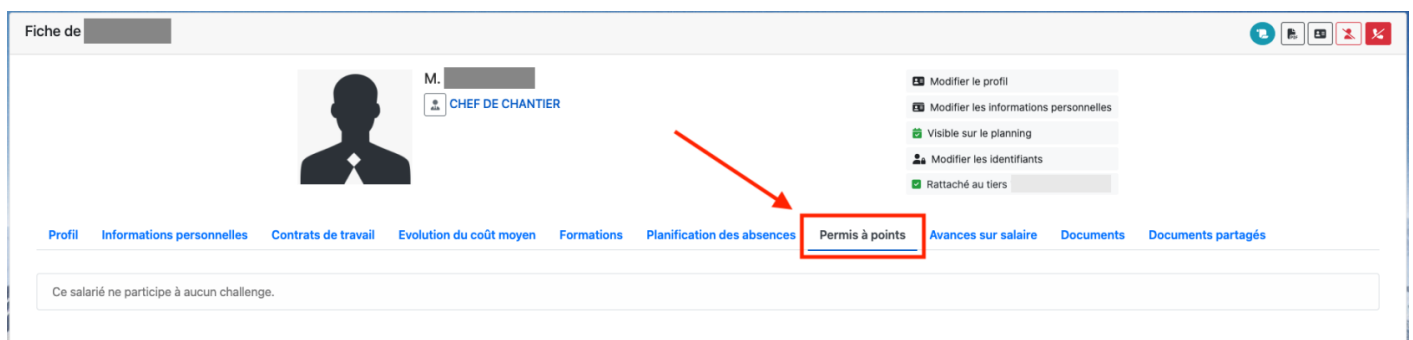 Fiche de
M.
CHEF DE CHANTIER
Modifier le profil
Modifier les informations personnelles
Visible sur le planning
Modifier les identifiants
Rattaché au tiers
Profil Informations personnelles Contrats de travail Evolution du coût moyen Formations Planification des absences Permis à points Avances sur salaire Documents Documents partagés
Ce salarié ne participe à aucun challenge.